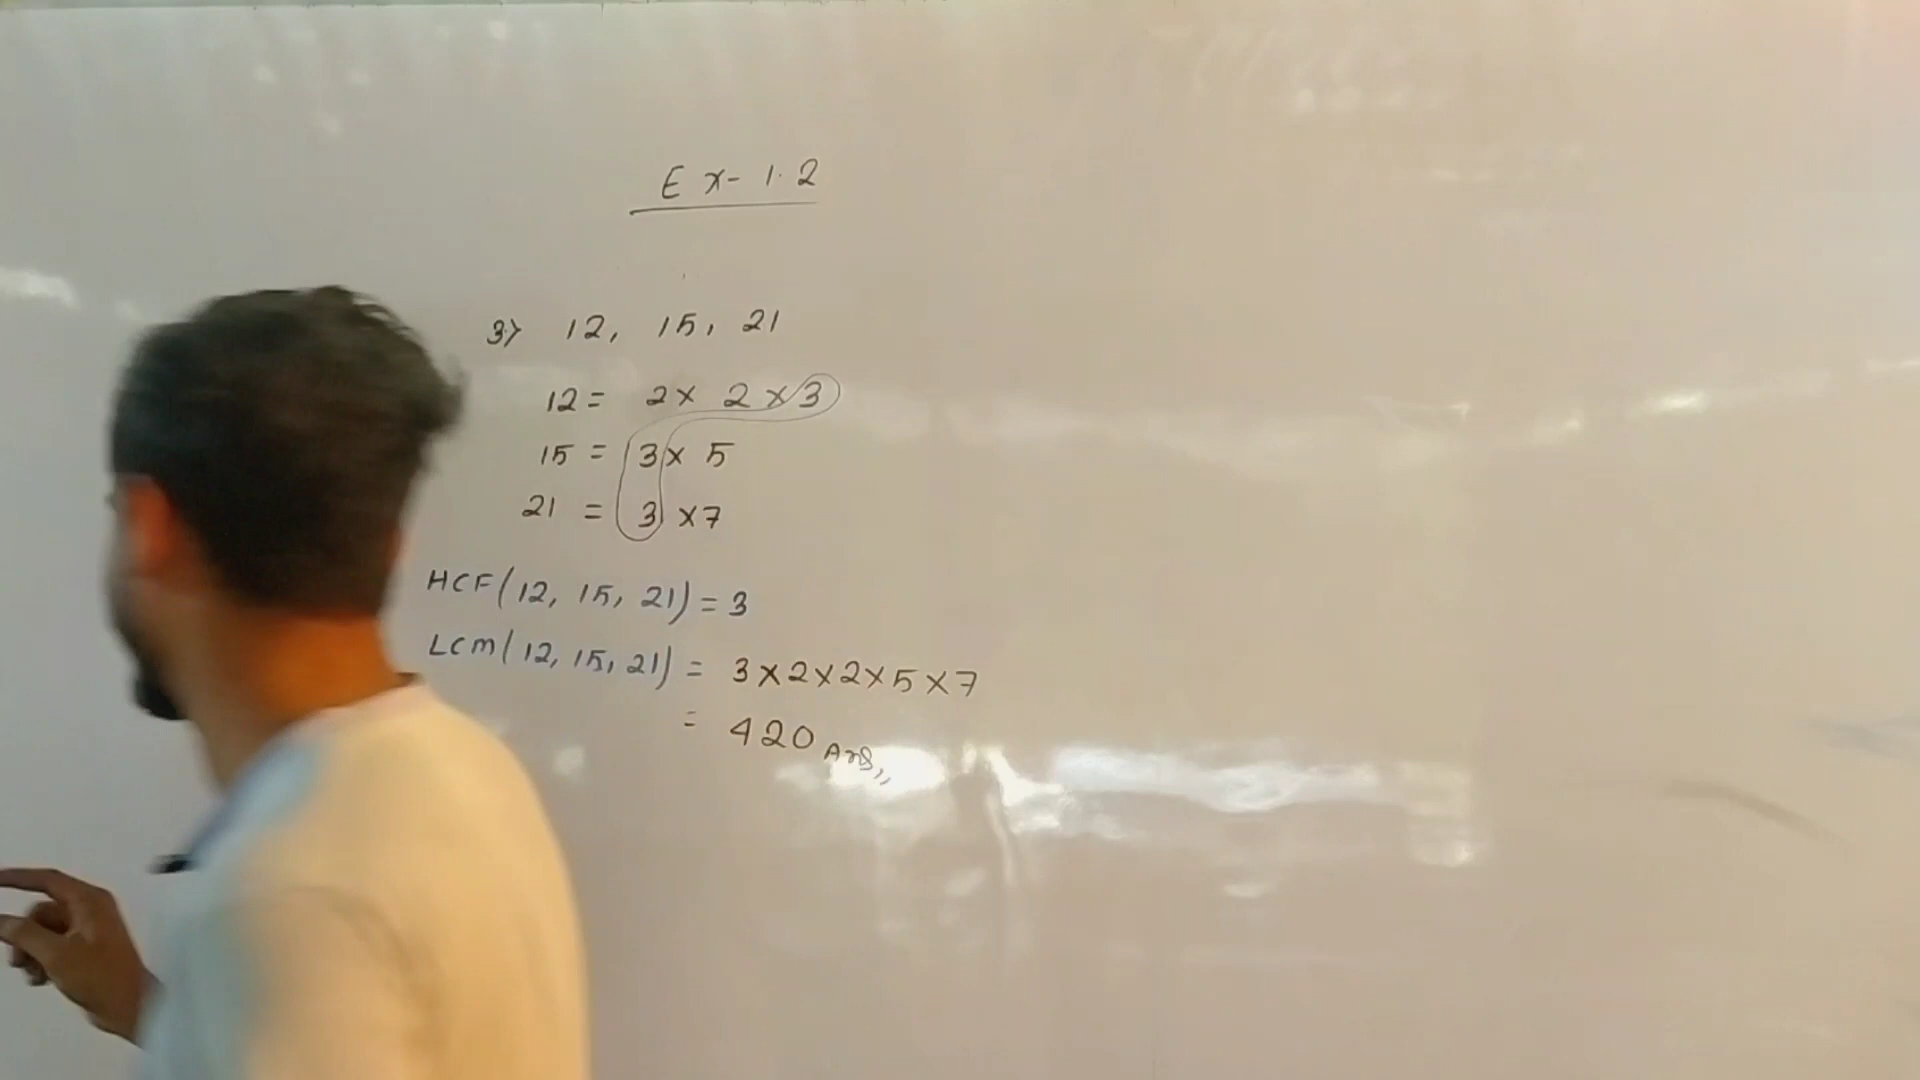 Ex- 1.2
3) 12, 15, 21
12 = 2 × 2 × 3
15 = 3 × 5
21 = 3 × 7
HCF(12, 15, 21) = 3
LCM(12, 15, 21) = 3×2×2×5×7
= 420 Ans,,